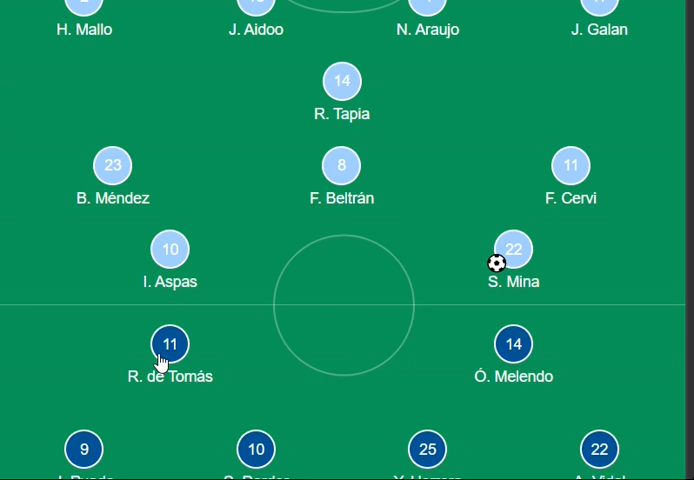 H. Mallo J. Aidoo N. Araujo J. Galan
14
R. Tapia
23 8 11
B. Méndez F. Beltrán F. Cervi
10 22
I. Aspas S. Mina
11 14
R. de Tomás Ó. Melendo
9 10 25 22